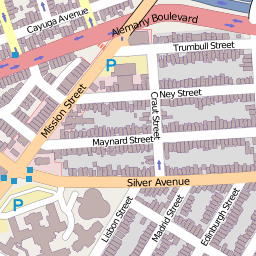 Cayuga Avenue
Alemany Boulevard
Trumbull Street
P
Mission Street
Ney Street
Craut Street
Maynard Street
Silver Avenue
P
Lisbon Street
Madrid Street
Edinburgh Street